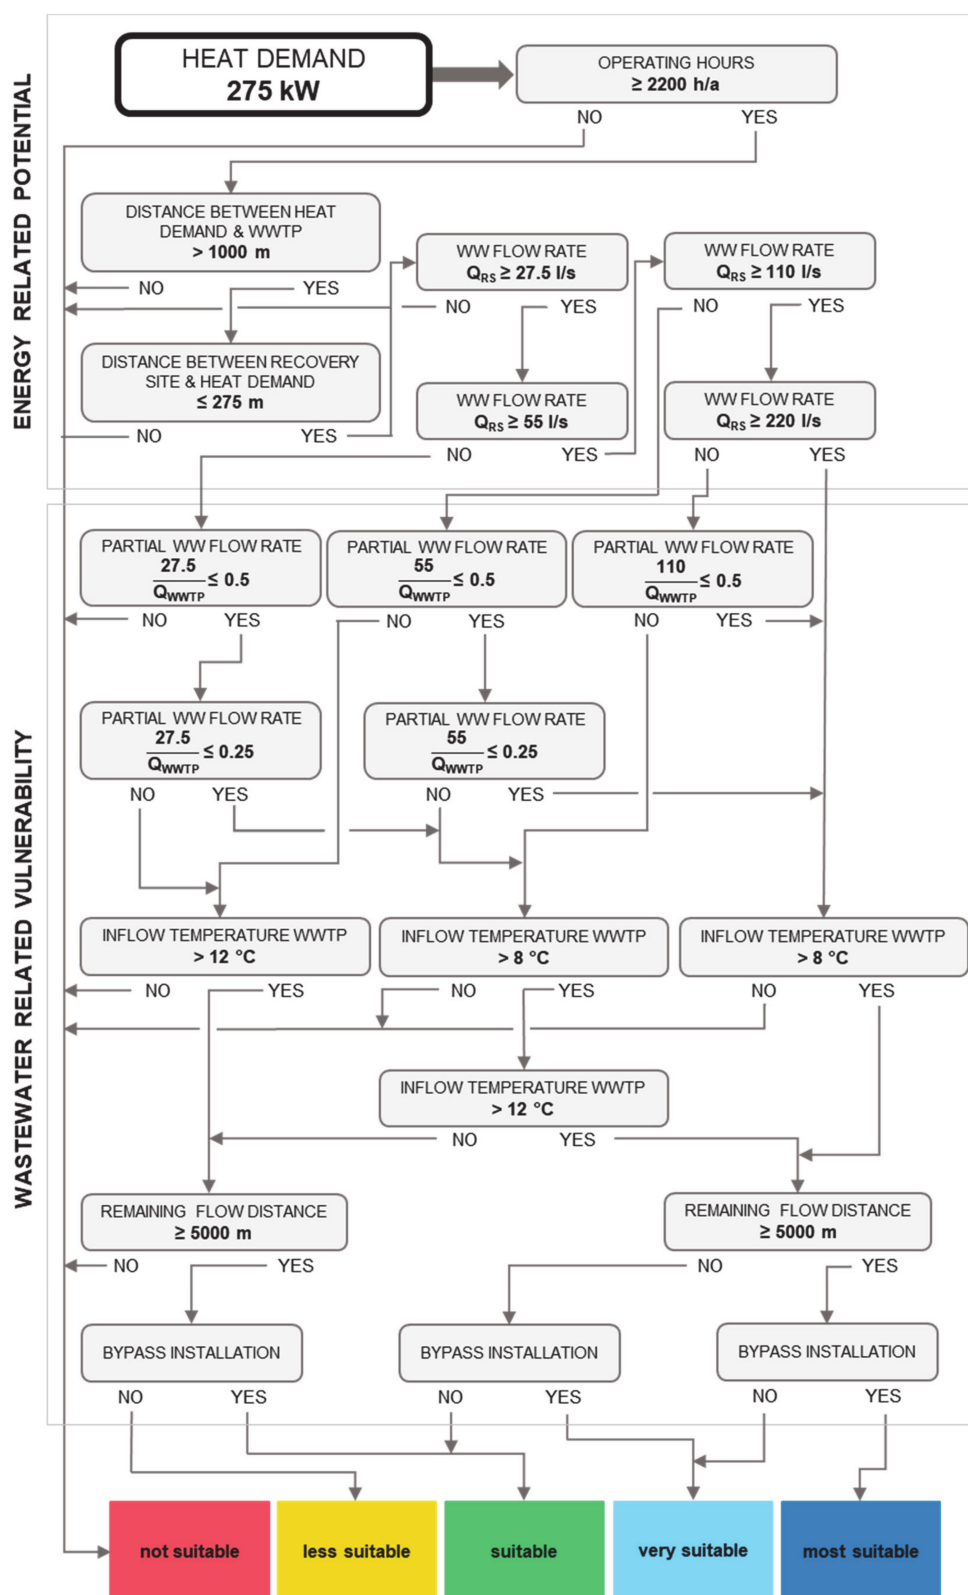 ENERGY RELATED POTENTIAL
HEAT DEMAND
275 kW
OPERATING HOURS
≥ 2200 h/a
NO YES
DISTANCE BETWEEN HEAT
DEMAND & WWTP
> 1000 m
NO YES
WW FLOW RATE
QRS ≥ 27.5 l/s
NO YES
WW FLOW RATE
QRS ≥ 110 l/s
NO YES
DISTANCE BETWEEN RECOVERY
SITE & HEAT DEMAND
≤ 275 m
NO YES
WW FLOW RATE
QRS ≥ 55 l/s
NO YES
WW FLOW RATE
QRS ≥ 220 l/s
NO YES
WASTEWATER RELATED VULNERABILITY
PARTIAL WW FLOW RATE
27.5
QWWTP ≤ 0.5
NO YES
PARTIAL WW FLOW RATE
55
QWWTP ≤ 0.5
NO YES
PARTIAL WW FLOW RATE
110
QWWTP ≤ 0.5
NO YES
PARTIAL WW FLOW RATE
27.5
QWWTP ≤ 0.25
NO YES
PARTIAL WW FLOW RATE
55
QWWTP ≤ 0.25
NO YES
INFLOW TEMPERATURE WWTP
> 12 °C
NO YES
INFLOW TEMPERATURE WWTP
> 8 °C
NO YES
INFLOW TEMPERATURE WWTP
> 8 °C
NO YES
INFLOW TEMPERATURE WWTP
> 12 °C
NO YES
REMAINING FLOW DISTANCE
≥ 5000 m
NO YES
REMAINING FLOW DISTANCE
≥ 5000 m
NO YES
BYPASS INSTALLATION
NO YES
BYPASS INSTALLATION
NO YES
BYPASS INSTALLATION
NO YES
not suitable
less suitable
suitable
very suitable
most suitable